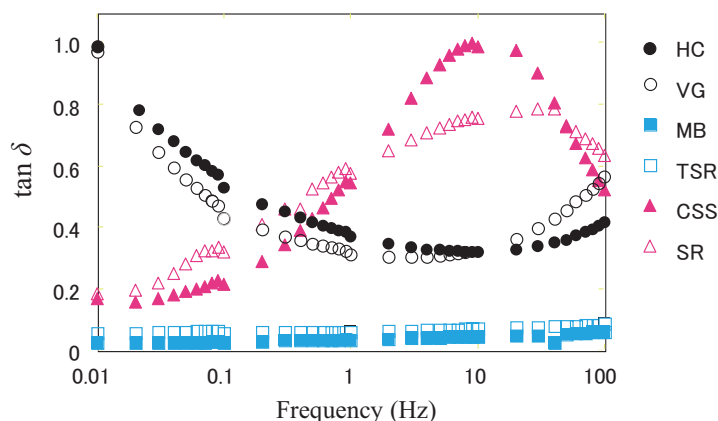 1.0
0.8
0.6
0.4
0.2
0
tan δ
0.01
0.1
1
10
100
Frequency (Hz)
HC
VG
MB
TSR
CSS
SR